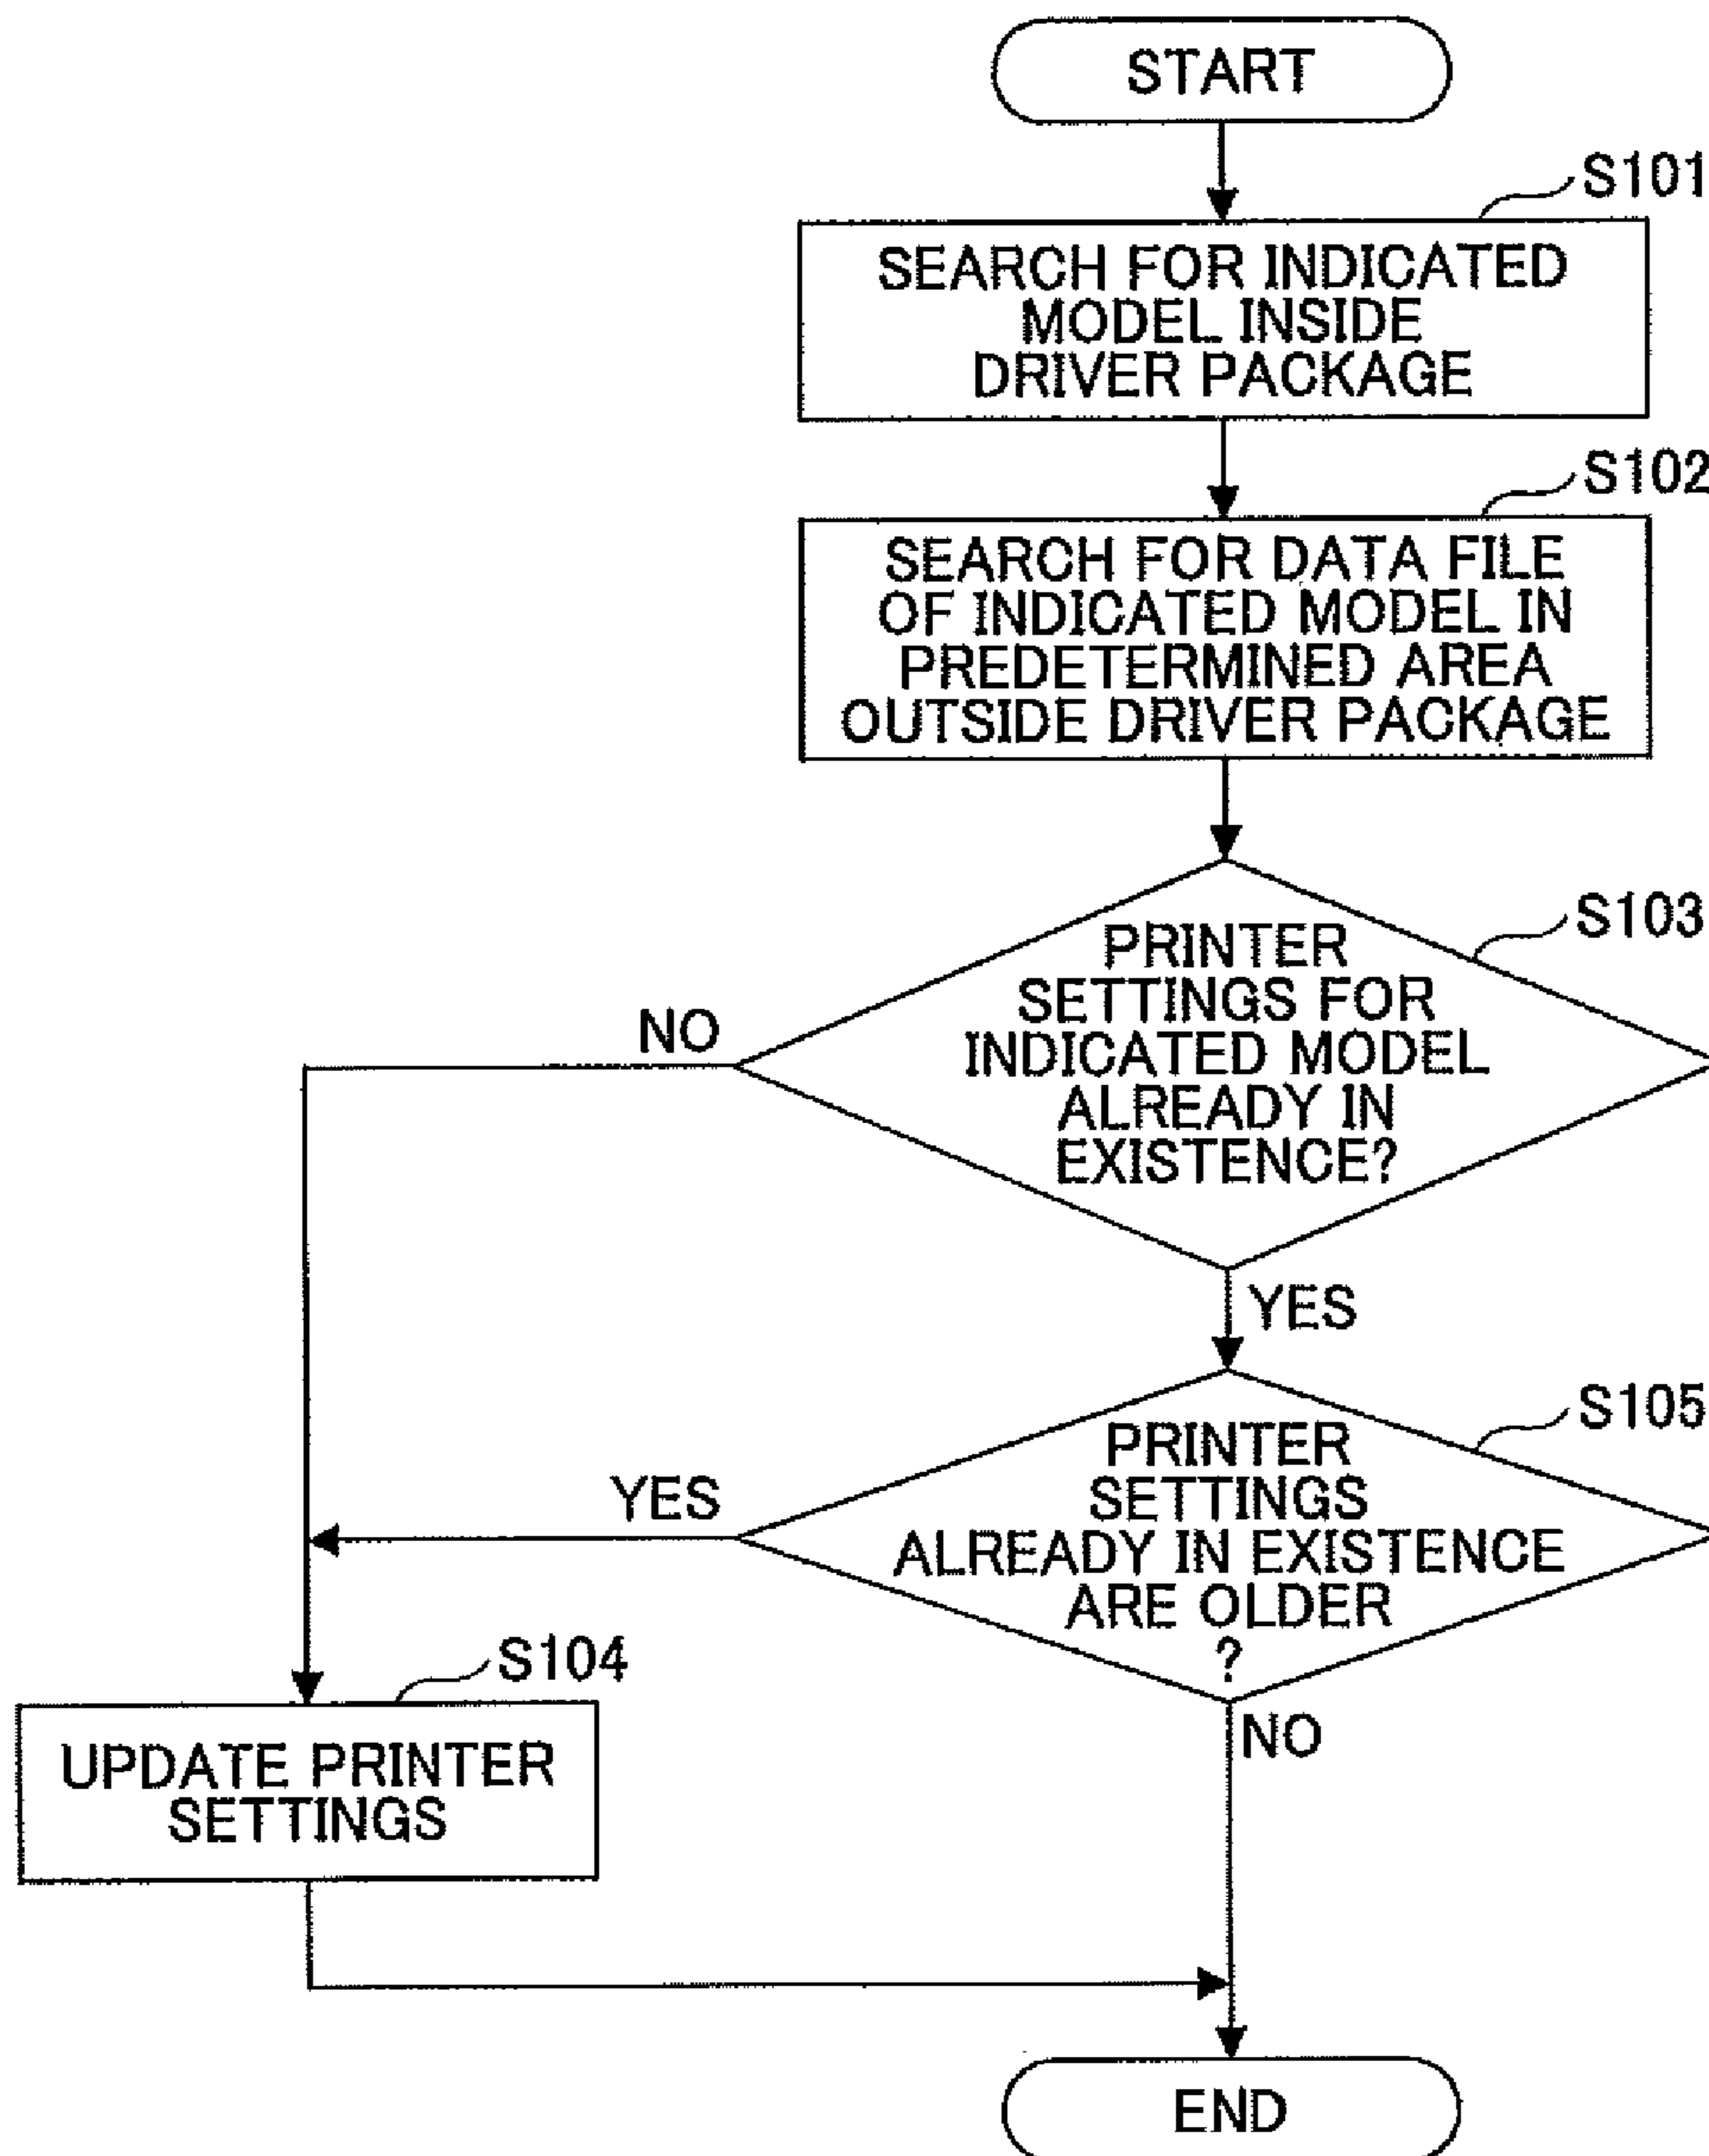 START
S101
SEARCH FOR INDICATED
MODEL INSIDE
DRIVER PACKAGE
S102
SEARCH FOR DATA FILE
OF INDICATED MODEL IN
PREDETERMINED AREA
OUTSIDE DRIVER PACKAGE
S103
PRINTER
SETTINGS FOR
INDICATED MODEL
ALREADY IN
EXISTENCE?
NO
YES
S105
PRINTER
SETTINGS
ALREADY IN EXISTENCE
ARE OLDER
?
YES
NO
S104
UPDATE PRINTER
SETTINGS
END